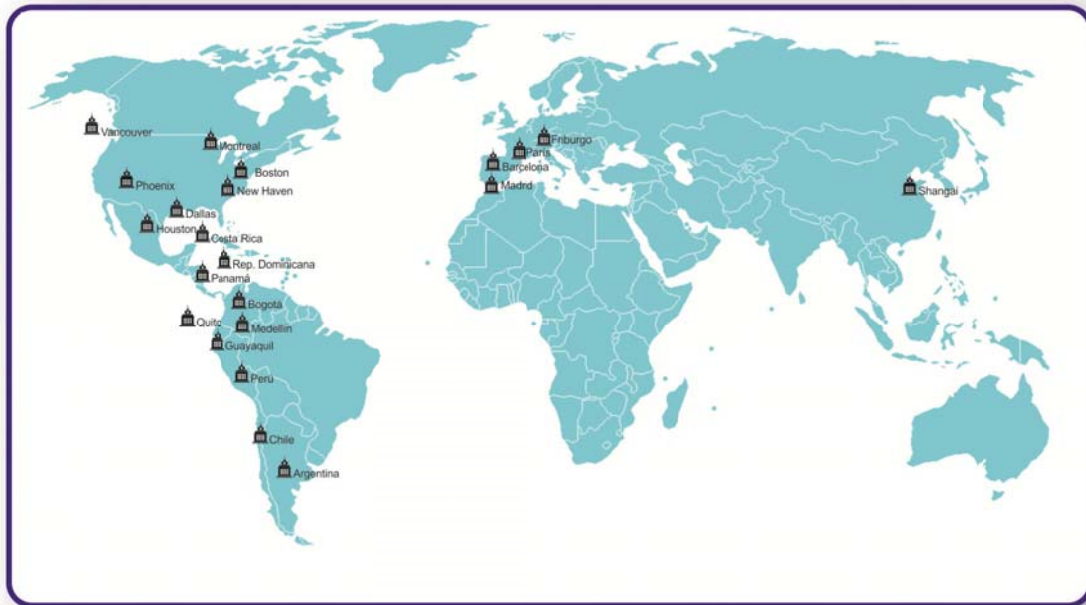 Vancouver
Montreal
Friburgo
París
Barcelona
Boston
Madrid
Phoenix
New Haven
Shangai
Dallas
Houston
Costa Rica
Rep. Dominicana
Panamá
Bogotá
Quito
Medellín
Guayaquil
Perú
Chile
Argentina